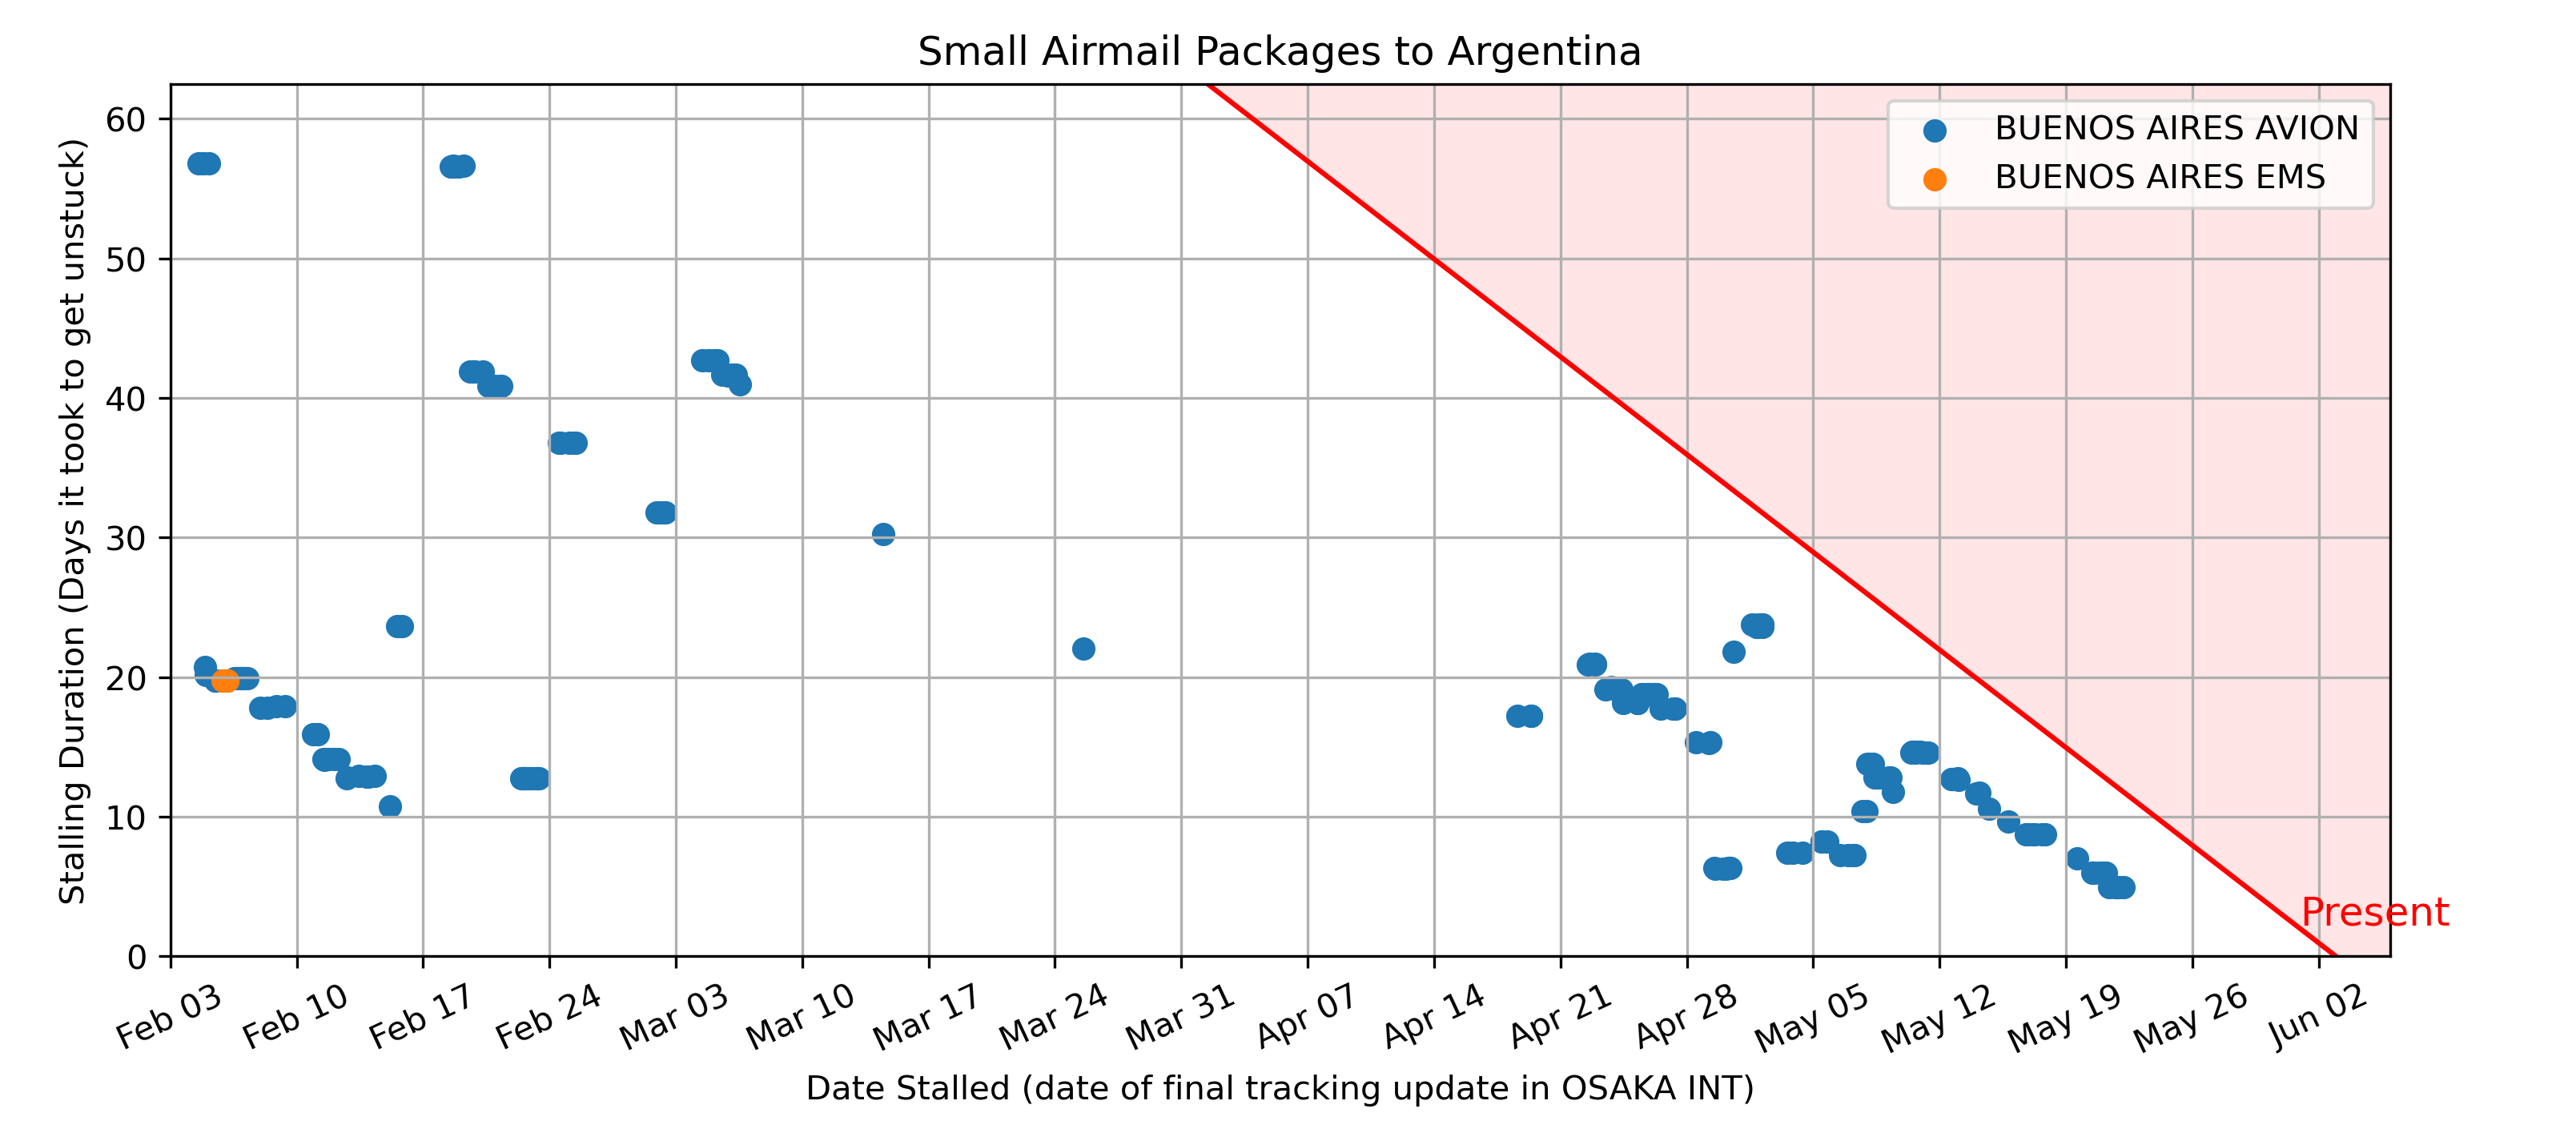 Small Airmail Packages to Argentina
BUENOS AIRES AVION
BUENOS AIRES EMS
Stalling Duration (Days it took to get unstuck)
60
50
40
30
20
10
0
Present
Feb 03
Feb 10
Feb 17
Feb 24
Mar 03
Mar 10
Mar 17
Mar 24
Mar 31
Apr 07
Apr 14
Apr 21
Apr 28
May 05
May 12
May 19
May 26
Jun 02
Date Stalled (date of final tracking update in OSAKA INT)